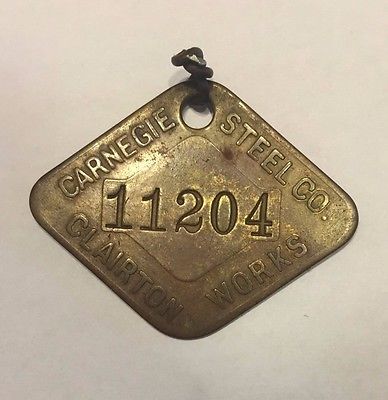 CARNEGIE STEEL CO.
11204
CLAIRTON WORKS